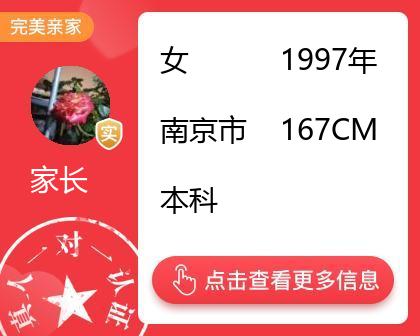 完美亲家
女 1997年
南京市 167CM
实
家长
本科
一对一
真人认证
点击查看更多信息